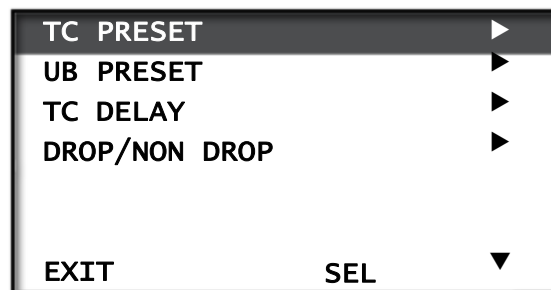 TC PRESET
UB PRESET
TC DELAY
DROP/NON DROP
EXIT SEL